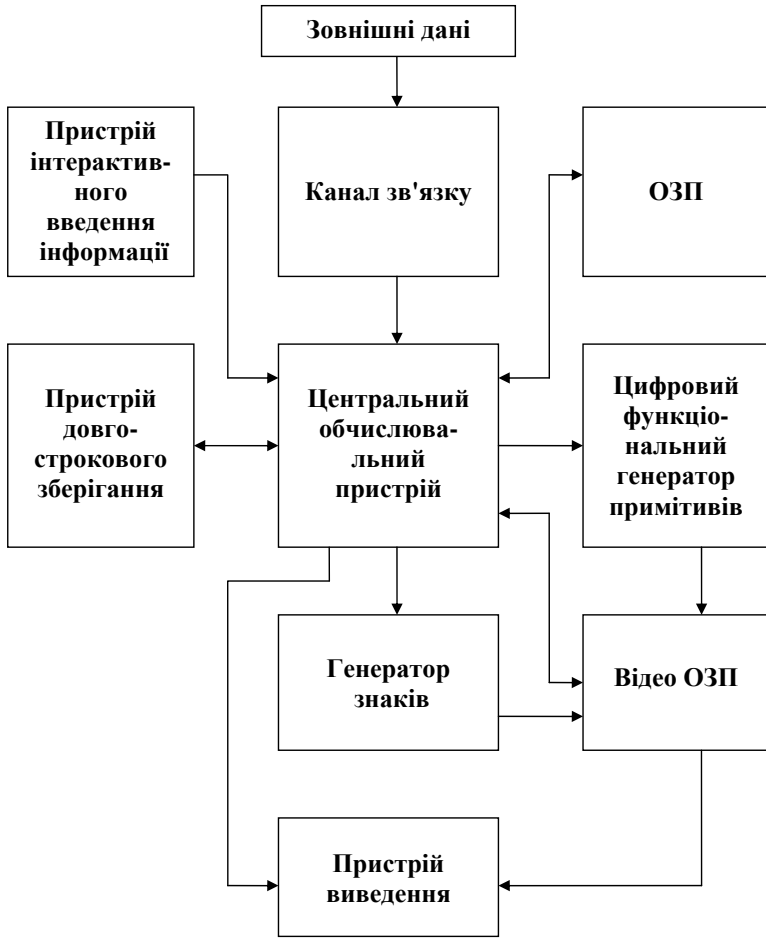 Зовнішні дані
Пристрій
інтерактив-
ного
введення
інформації
Канал зв'язку
ОЗП
Пристрій
довго-
строкового
зберігання
Центральний
обчислюва-
льний
пристрій
Цифровий
функціо-
нальний
генератор
примітивів
Генератор
знаків
Відео ОЗП
Пристрій
виведення